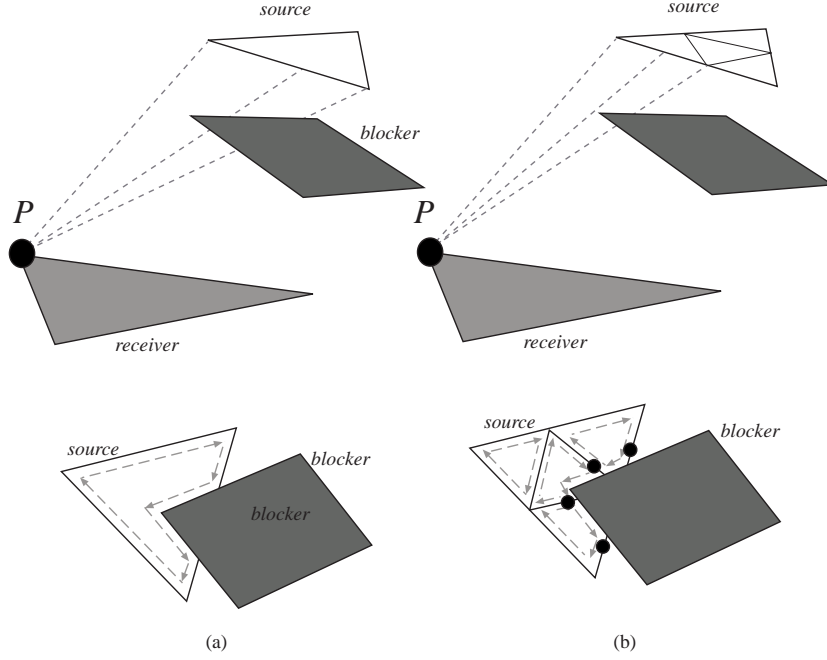 source
source
blocker
P
P
receiver
receiver
source
blocker
blocker
source
blocker
(a)
(b)